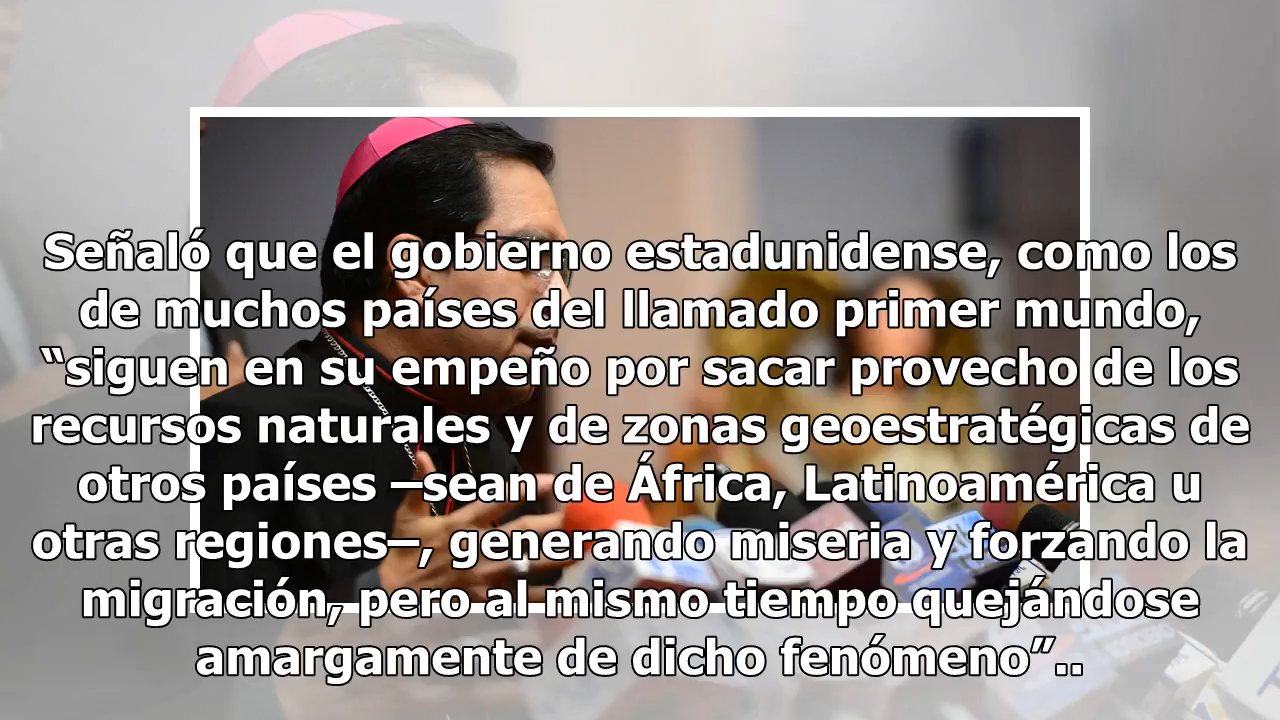 Señaló que el gobierno estadunidense, como los
de muchos países del llamado primer mundo,
“siguen en su empeño por sacar provecho de los
recursos naturales y de zonas geoestratégicas de
otros países –sean de África, Latinoamérica u
otras regiones–, generando miseria y forzando la
migración, pero al mismo tiempo quejándose
amargamente de dicho fenómeno”..